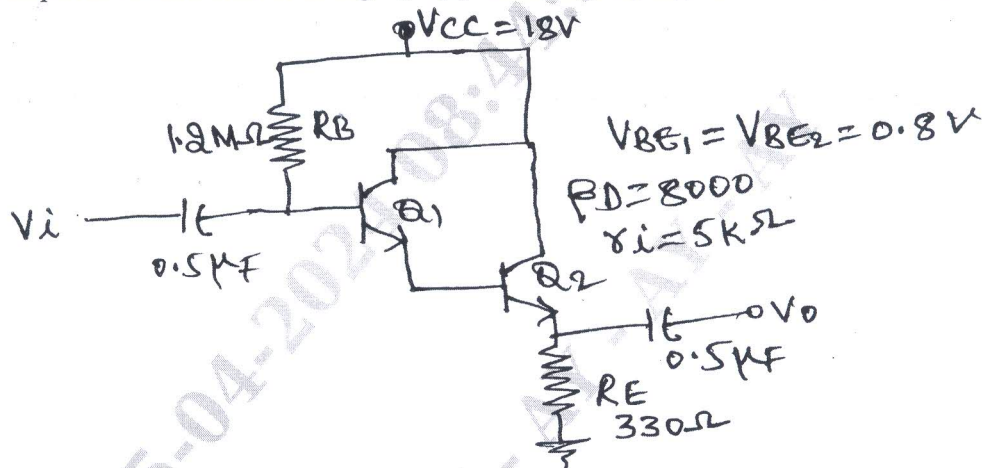 VCC = 18V
1.2MΩ RB
VBE1 = VBE2 = 0.8 V
βD = 8000
ri = 5KΩ
Vi
Q1
0.5μF
Q2
Vo
0.5μF
RE
330Ω